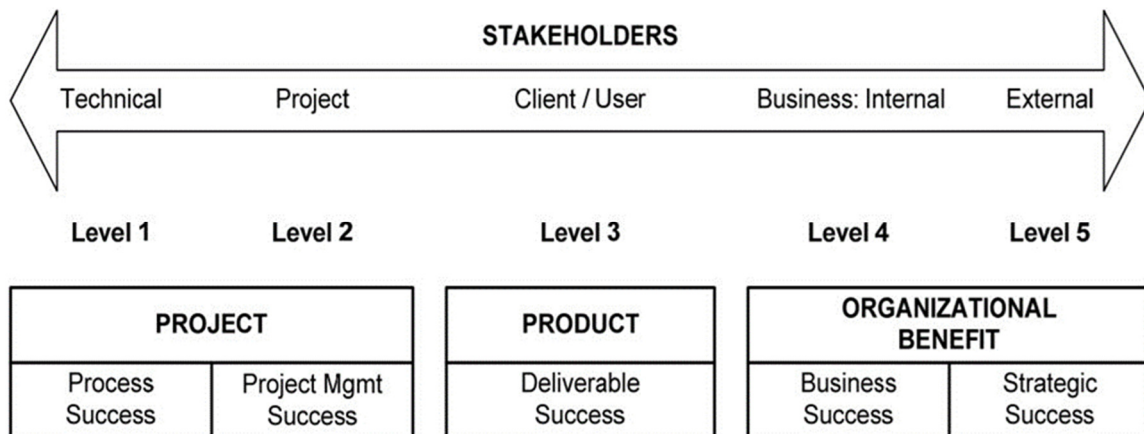 STAKEHOLDERS
Technical Project Client / User Business: Internal External
Level 1 Level 2 Level 3 Level 4 Level 5
PROJECT PRODUCT ORGANIZATIONAL
BENEFIT
Process Project Mgmt Deliverable Business Strategic
Success Success Success Success Success